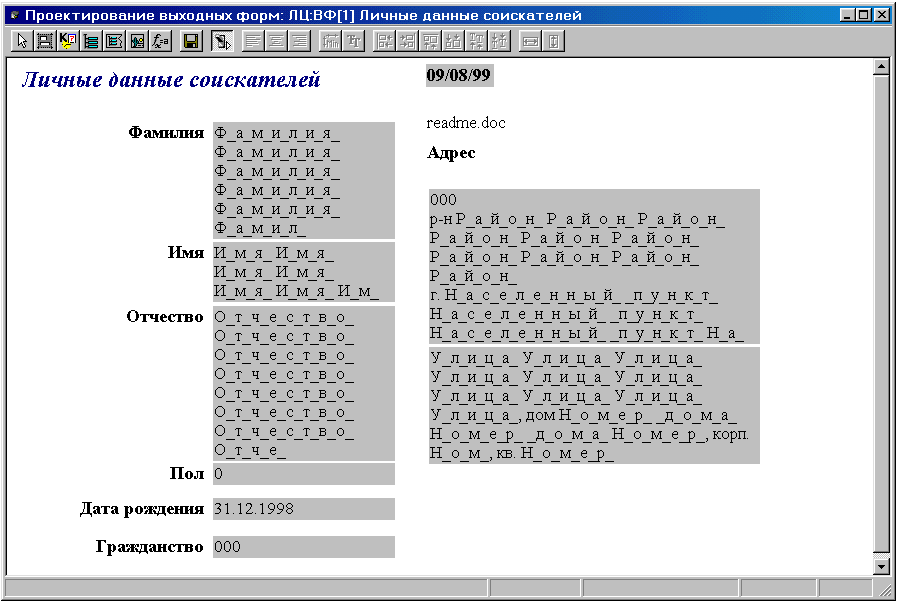 Проектирование выходных форм: ЛЦ:ВФ[1] Личные данные соискателей
Личные данные соискателей
09/08/99
readme.doc
Адрес
Фамилия
Ф_а_м_и_л_и_я_
Ф_а_м_и_л_и_я_
Ф_а_м_и_л_и_я_
Ф_а_м_и_л_и_я_
Ф_а_м_и_л_и_я_
Ф_а_м_и_л_
Имя
И_м_я_ И_м_я_
И_м_я_ И_м_я_
И_м_я_ И_м_я_ И_м_
Отчество
О_т_ч_е_с_т_в_о_
О_т_ч_е_с_т_в_о_
О_т_ч_е_с_т_в_о_
О_т_ч_е_с_т_в_о_
О_т_ч_е_с_т_в_о_
О_т_ч_е_с_т_в_о_
О_т_ч_е_с_т_в_о_
О_т_ч_е_
Пол 0
Дата рождения 31.12.1998
Гражданство 000
000
р-н Р_а_й_о_н_ Р_а_й_о_н_ Р_а_й_о_н_
Р_а_й_о_н_ Р_а_й_о_н_ Р_а_й_о_н_
Р_а_й_о_н_ Р_а_й_о_н_ Р_а_й_о_н_
Р_а_й_о_н_
г. Н_а_с_е_л_е_н_н_ы_й_ _п_у_н_к_т_
Н_а_с_е_л_е_н_н_ы_й_ _п_у_н_к_т_
Н_а_с_е_л_е_н_н_ы_й_ _п_у_н_к_т_ Н_а_
У_л_и_ц_а_ У_л_и_ц_а_ У_л_и_ц_а_
У_л_и_ц_а_ У_л_и_ц_а_ У_л_и_ц_а_
У_л_и_ц_а_ У_л_и_ц_а_ У_л_и_ц_а_
У_л_и_ц_а_, дом Н_о_м_е_р_ _д_о_м_а_
Н_о_м_е_р_ _д_о_м_а_ Н_о_м_е_р_, корп.
Н_о_м_, кв. Н_о_м_е_р_